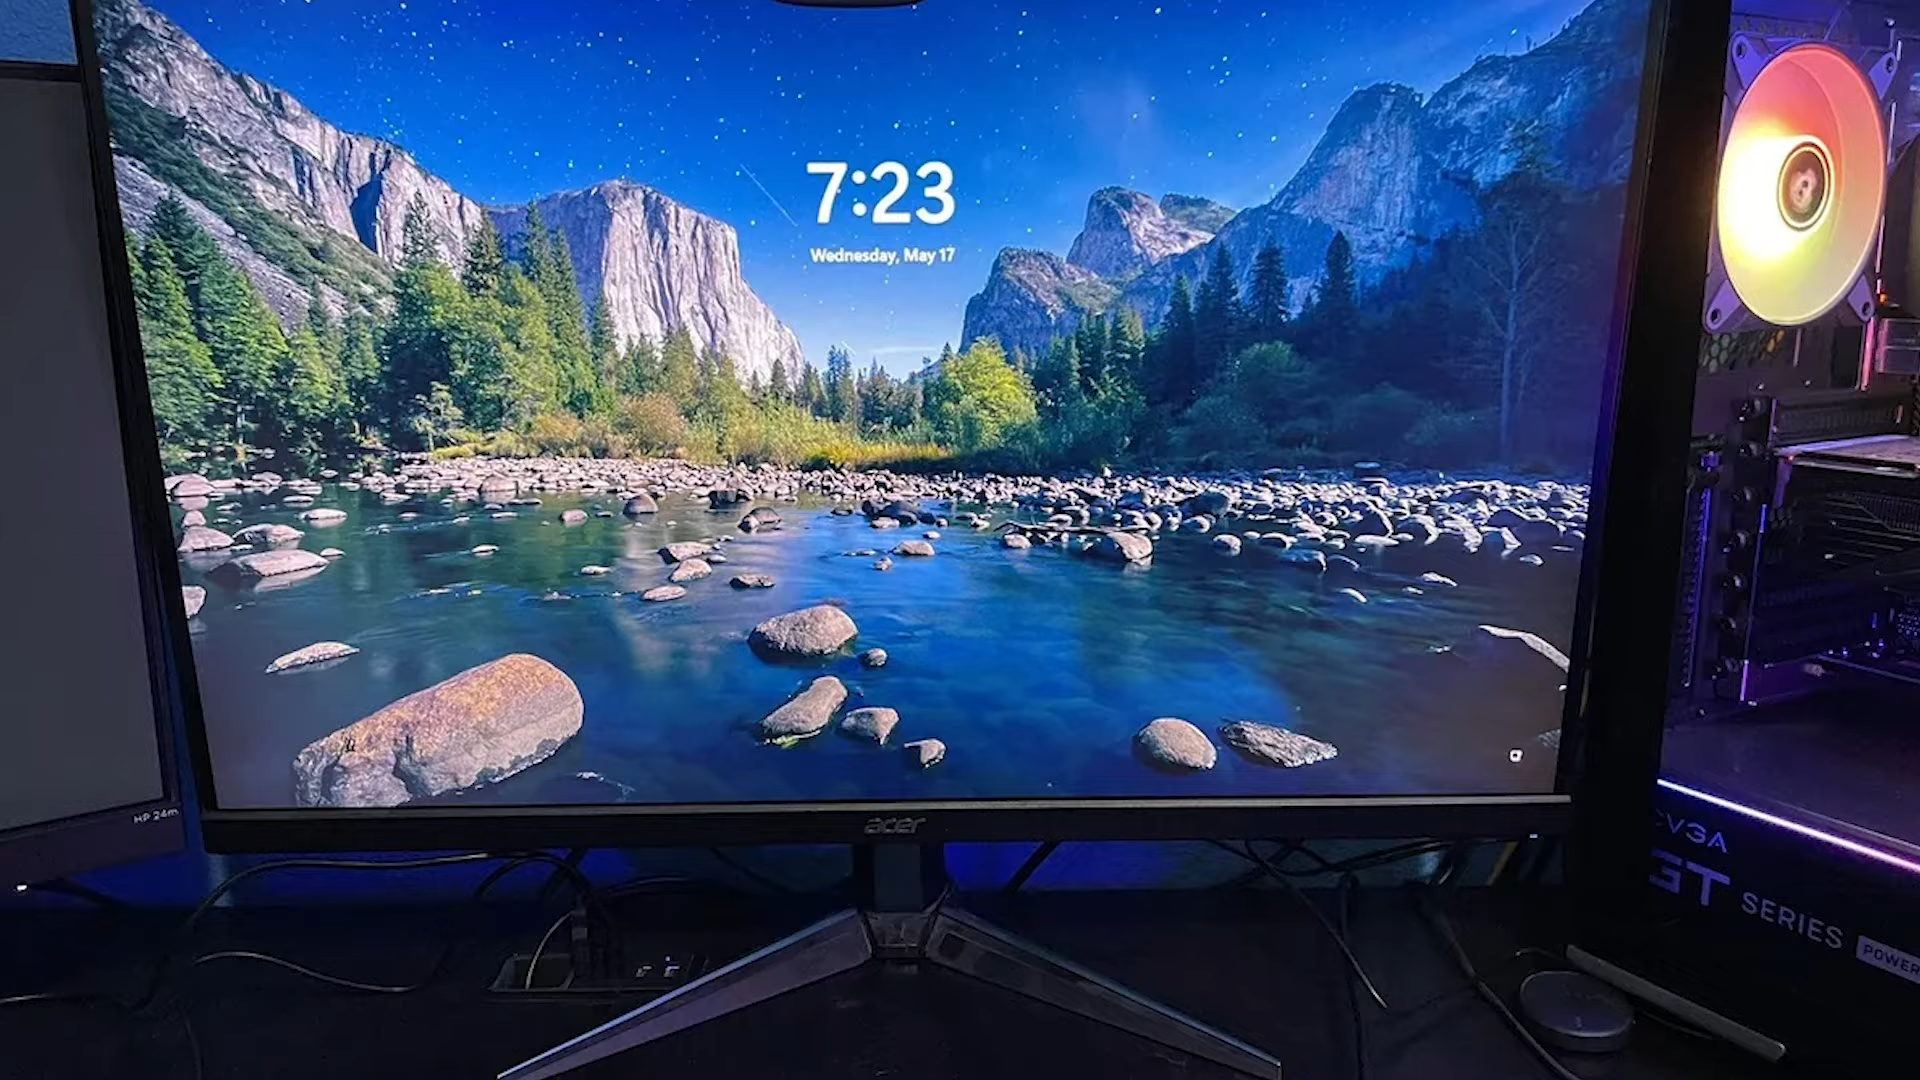 7:23
Wednesday, May 17
HP 24m
acer
EVGA
GT SERIES
POWER